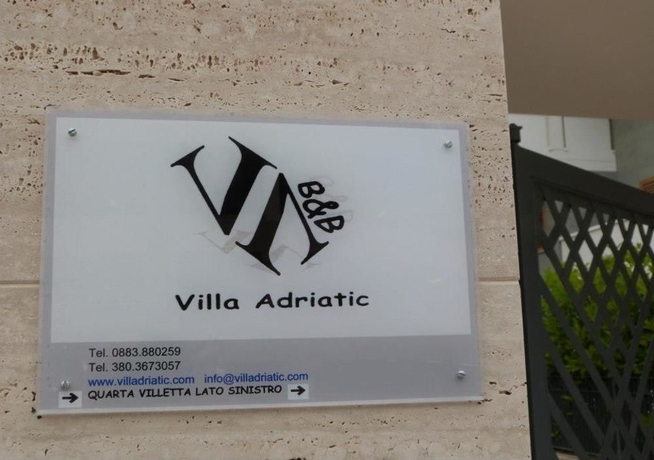 VA B&B
Villa Adriatic
Tel. 0883.880259
Tel. 380.3673057
www.villadriatic.com info@villadriatic.com
→ QUARTA VILLETTA LATO SINISTRO →